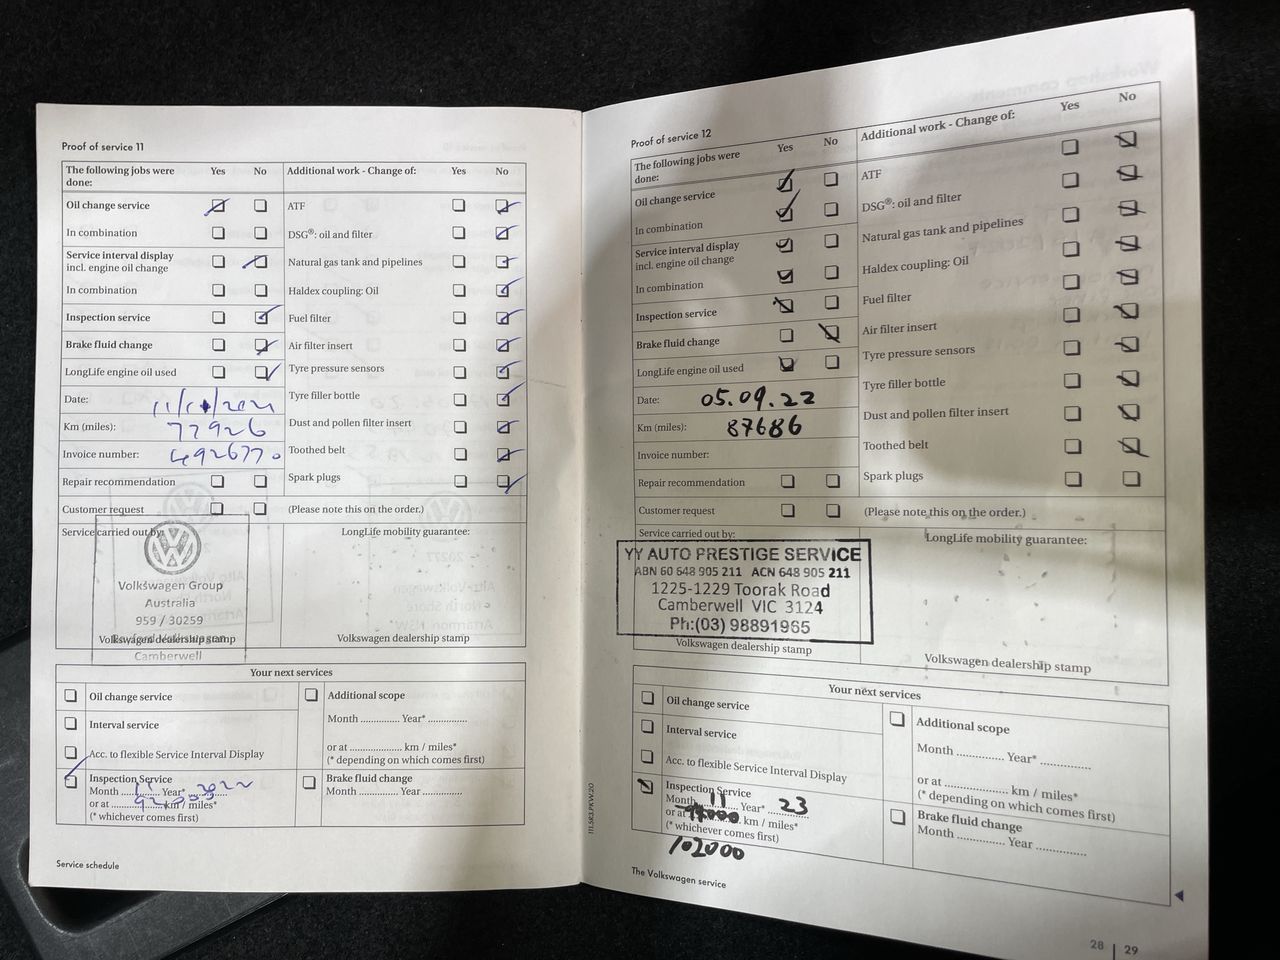 Proof of service 11
The following jobs were done: Yes No
Oil change service
In combination
Service interval display
incl. engine oil change
In combination
Inspection service
Brake fluid change
LongLife engine oil used
Date: 2021
Km (miles): 77926
Invoice number:
Repair recommendation
Customer request
Additional work - Change of: Yes No
ATF
DSG®: oil and filter
Natural gas tank and pipelines
Haldex coupling: Oil
Fuel filter
Air filter insert
Tyre pressure sensors
Tyre filler bottle
Dust and pollen filter insert
Toothed belt
Spark plugs
(Please note this on the order.)
Service carried out by:
Volkswagen Group
Australia
959 / 30259
Volkswagen dealership stamp
Camberwell
LongLife mobility guarantee:
Volkswagen dealership stamp
Your next services
Oil change service
Interval service
Acc. to flexible Service Interval Display
Inspection Service
Month 11 Year* 2022
or at km / miles*
(* whichever comes first)
Additional scope
Month .............. Year* ..............
or at .................... km / miles*
(* depending on which comes first)
Brake fluid change
Month .............. Year ..............
Service schedule
111.5R3.PKW.20
Proof of service 12
The following jobs were done: Yes No
Oil change service
In combination
Service interval display
incl. engine oil change
In combination
Inspection service
Brake fluid change
LongLife engine oil used
Date: 05.09.22
Km (miles): 87686
Invoice number:
Repair recommendation
Customer request
Additional work - Change of: Yes No
ATF
DSG®: oil and filter
Natural gas tank and pipelines
Haldex coupling: Oil
Fuel filter
Air filter insert
Tyre pressure sensors
Tyre filler bottle
Dust and pollen filter insert
Toothed belt
Spark plugs
(Please note this on the order.)
Service carried out by:
YY AUTO PRESTIGE SERVICE
ABN 60 648 905 211 ACN 648 905 211
1225-1229 Toorak Road
Camberwell VIC 3124
Ph:(03) 98891965
Volkswagen dealership stamp
LongLife mobility guarantee:
Volkswagen dealership stamp
Your next services
Oil change service
Interval service
Acc. to flexible Service Interval Display
Inspection Service
Month 11 Year* 23
or at km / miles*
(* whichever comes first)
102000
Additional scope
Month .............. Year* ..............
or at .................... km / miles*
(* depending on which comes first)
Brake fluid change
Month .............. Year ..............
The Volkswagen service
28 | 29